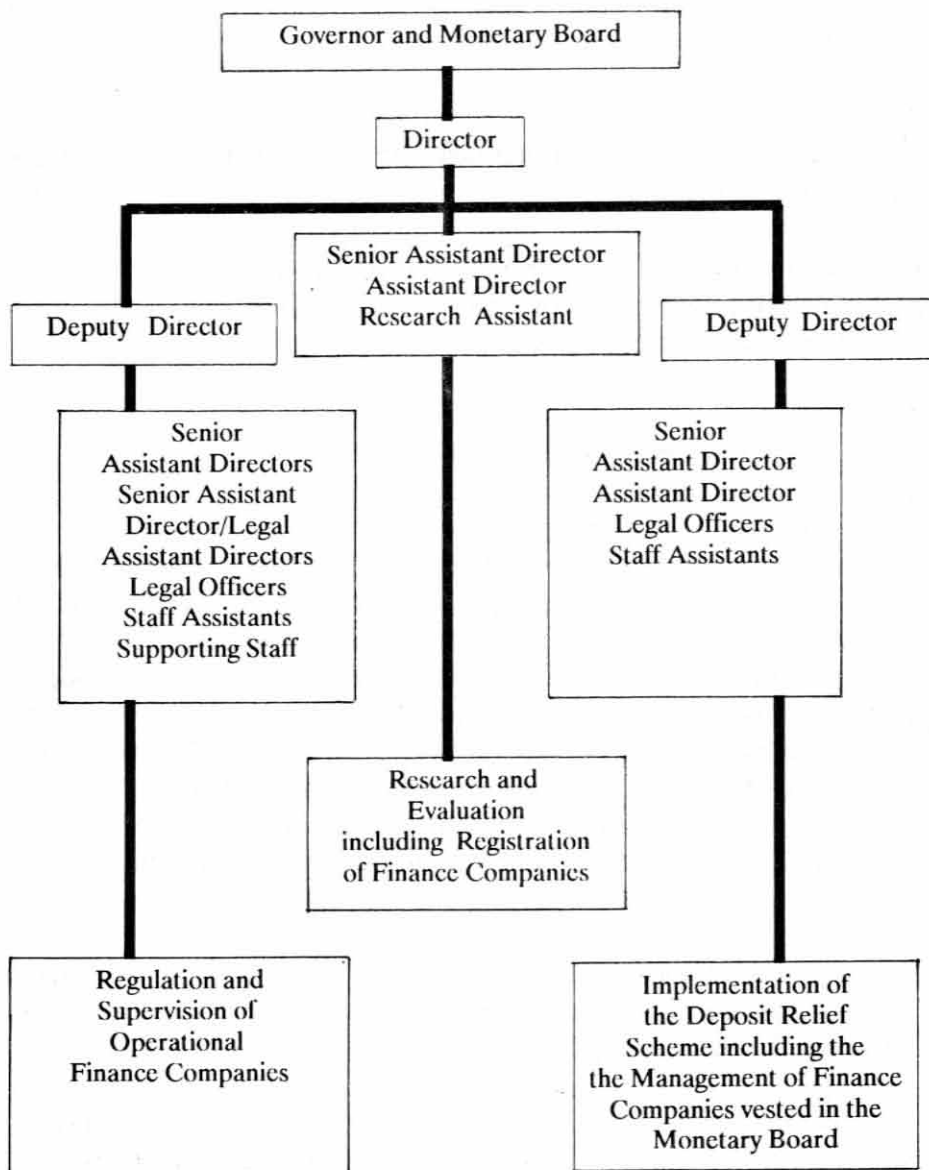 Governor and Monetary Board
Director
Senior Assistant Director
Assistant Director
Research Assistant
Deputy Director
Deputy Director
Senior
Assistant Directors
Senior Assistant
Director/Legal
Assistant Directors
Legal Officers
Staff Assistants
Supporting Staff
Senior
Assistant Director
Assistant Director
Legal Officers
Staff Assistants
Research and
Evaluation
including Registration
of Finance Companies
Regulation and
Supervision of
Operational
Finance Companies
Implementation of
the Deposit Relief
Scheme including the
the Management of Finance
Companies vested in the
Monetary Board